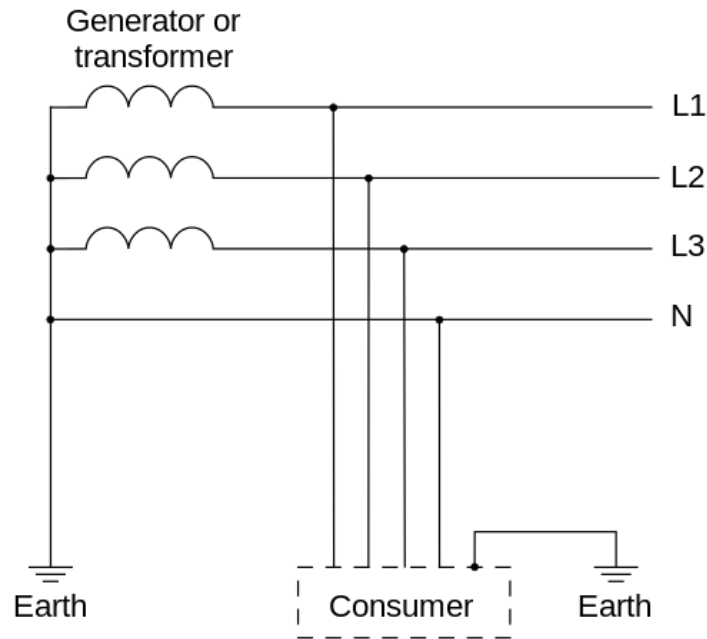 Generator or
transformer
L1
L2
L3
N
Earth
Consumer
Earth